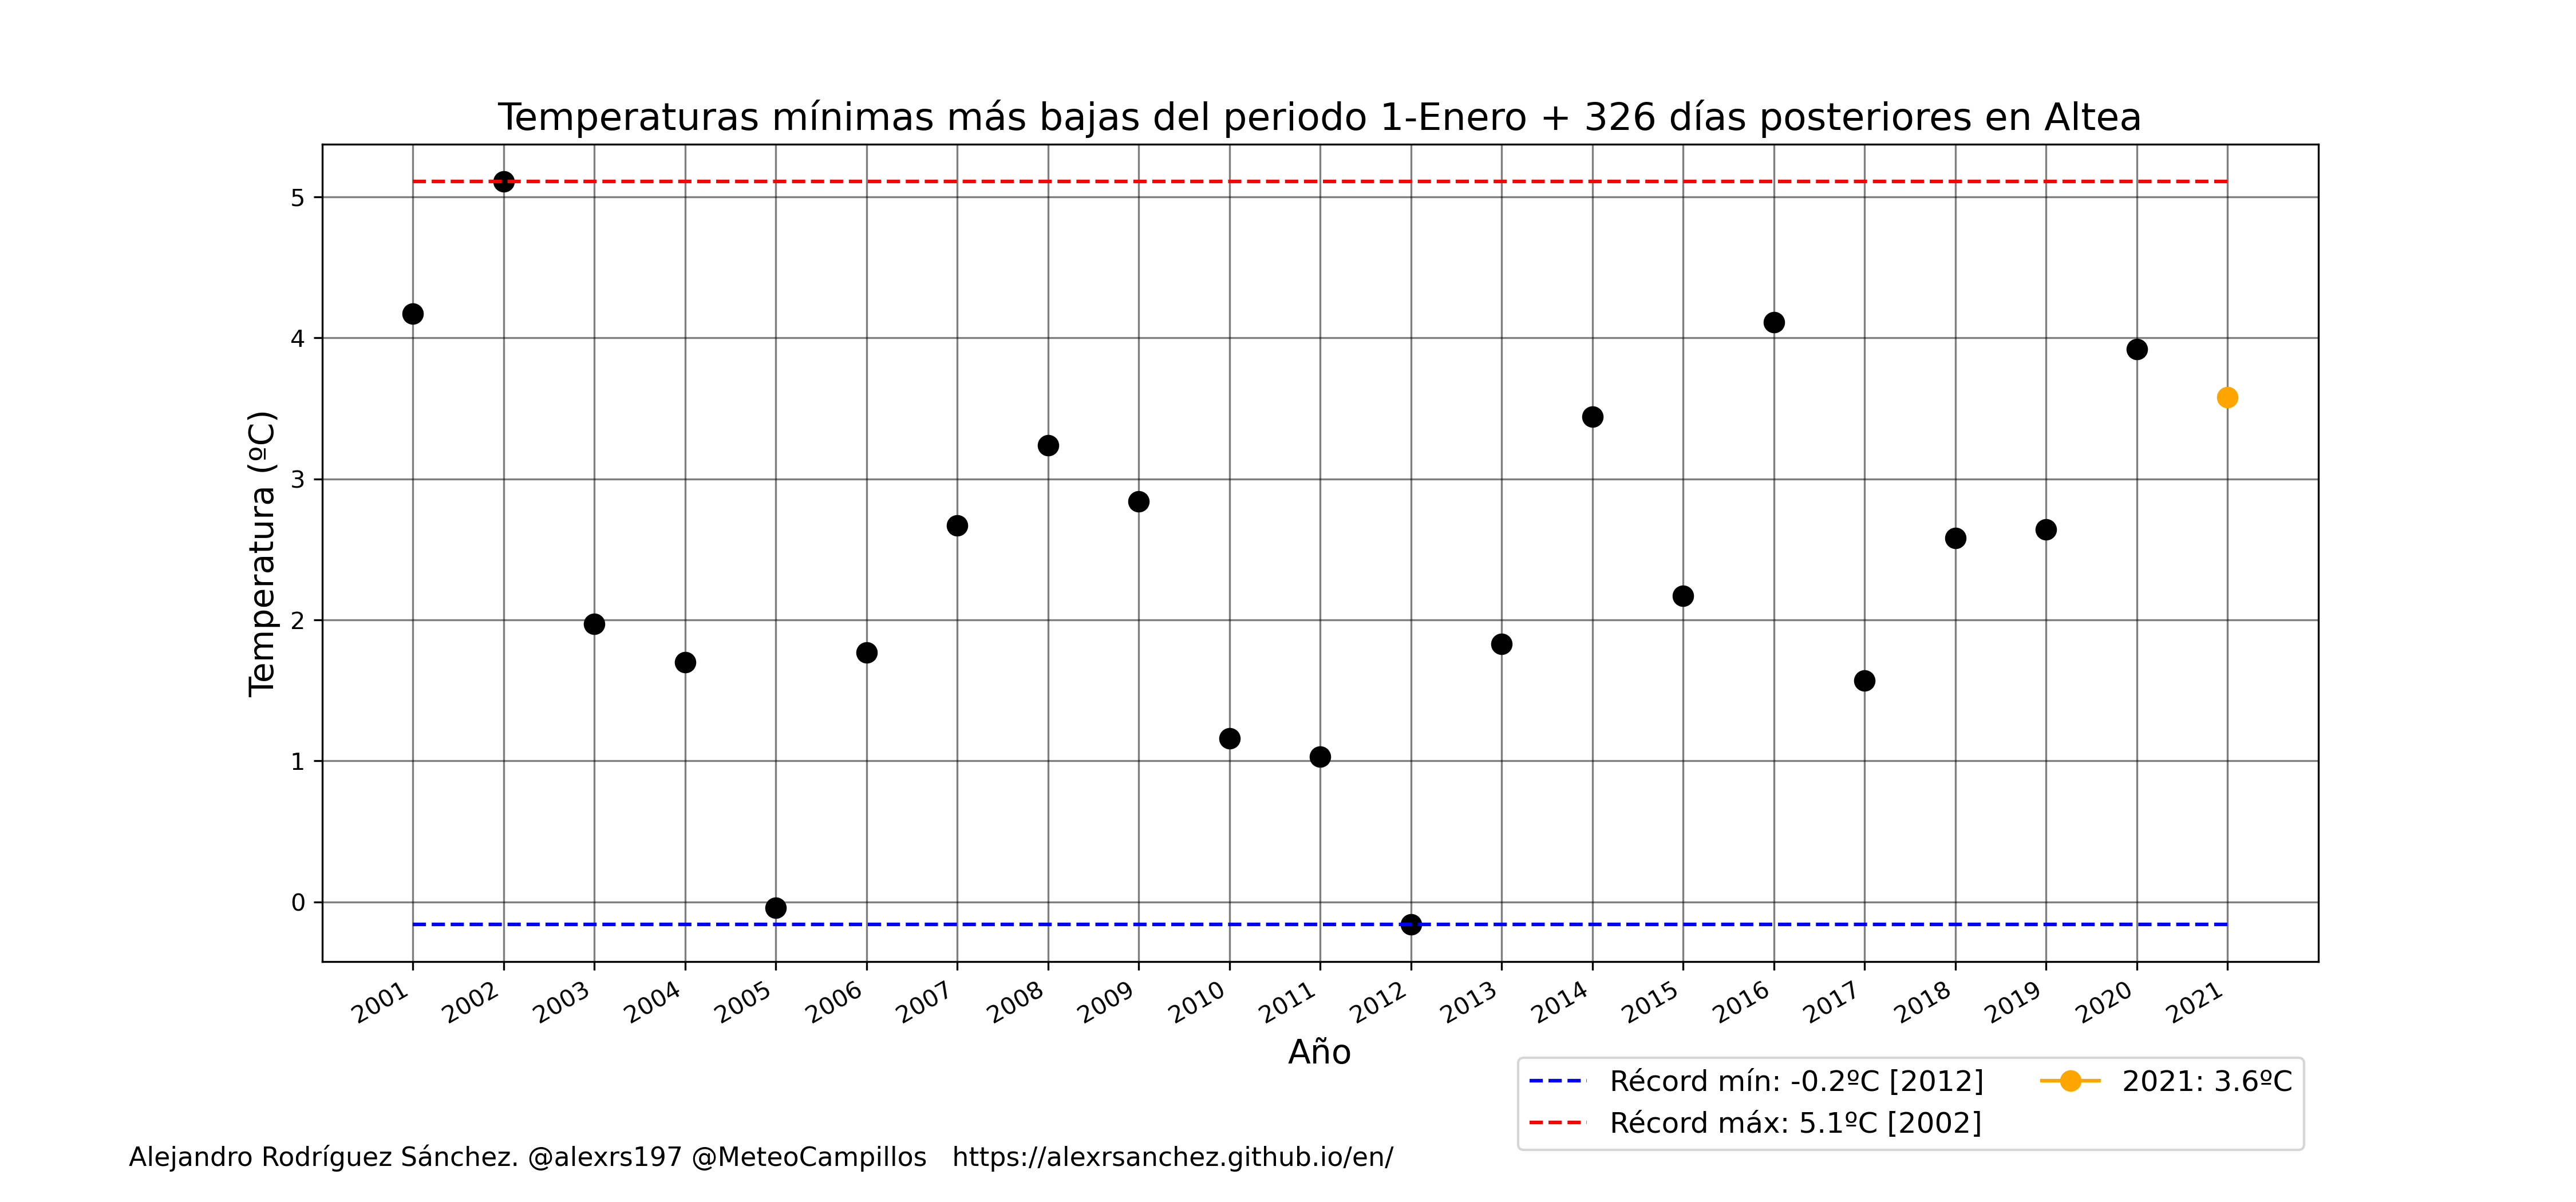 Temperaturas mínimas más bajas del periodo 1-Enero + 326 días posteriores en Altea
Temperatura (ºC)
5
4
3
2
1
0
2001 2002 2003 2004 2005 2006 2007 2008 2009 2010 2011 2012 2013 2014 2015 2016 2017 2018 2019 2020 2021
Año
Récord mín: -0.2ºC [2012]
Récord máx: 5.1ºC [2002]
2021: 3.6ºC
Alejandro Rodríguez Sánchez. @alexrs197 @MeteoCampillos https://alexrsanchez.github.io/en/